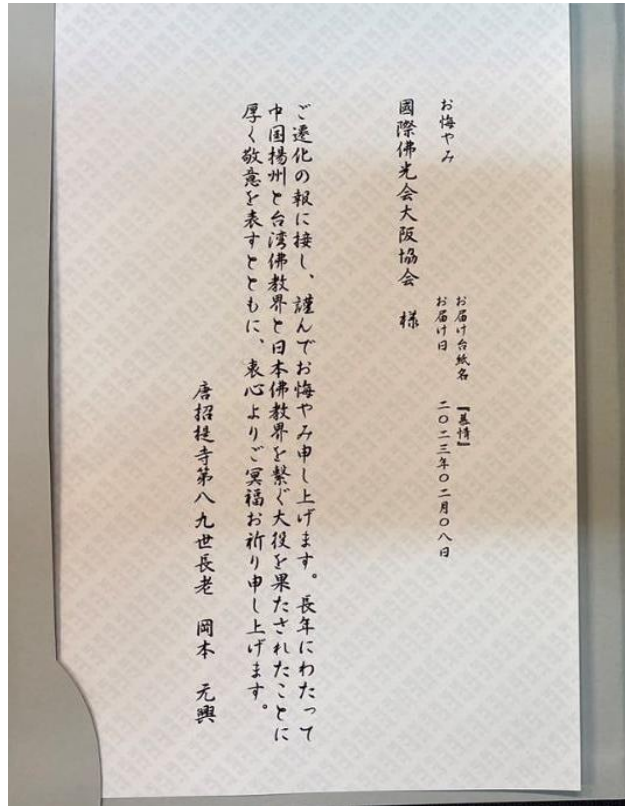 お届け台紙名 『慕情』
お届け日 二〇二三年〇二月〇八日
お悔やみ
國際佛光会大阪協会 様
ご遷化の報に接し、謹んでお悔やみ申し上げます。長年にわたって
中国揚州と台湾佛教界と日本佛教界を繋ぐ大役を果たされたことに
厚く敬意を表すとともに、衷心よりご冥福お祈り申し上げます。
唐招提寺第八九世長老 岡本 元興